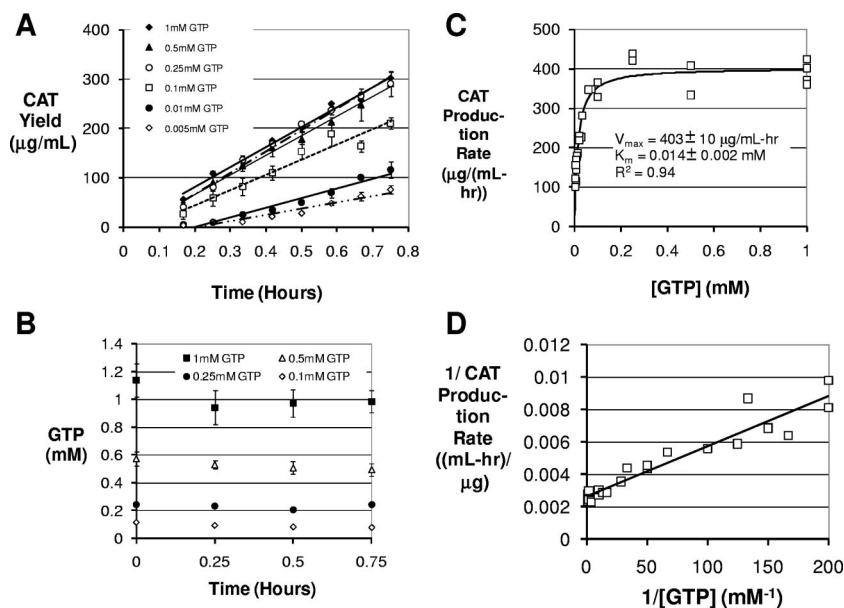 A
CAT
Yield
(µg/mL)
400
300
200
100
0
1mM GTP
0.5mM GTP
0.25mM GTP
0.1mM GTP
0.01mM GTP
0.005mM GTP
0 0.1 0.2 0.3 0.4 0.5 0.6 0.7 0.8
Time (Hours)
B
GTP
(mM)
1.4
1.2
1
0.8
0.6
0.4
0.2
0
1mM GTP 0.5mM GTP
0.25mM GTP 0.1mM GTP
0 0.25 0.5 0.75
Time (Hours)
C
CAT
Produc-
tion
Rate
(µg/(mL-
hr))
500
400
300
200
100
0
Vmax = 403± 10 µg/mL-hr
Km = 0.014± 0.002 mM
R² = 0.94
0 0.2 0.4 0.6 0.8 1
[GTP] (mM)
D
1/ CAT
Produc-
tion
Rate
((mL-hr)/
µg)
0.012
0.01
0.008
0.006
0.004
0.002
0
0 50 100 150 200
1/[GTP] (mM⁻¹)